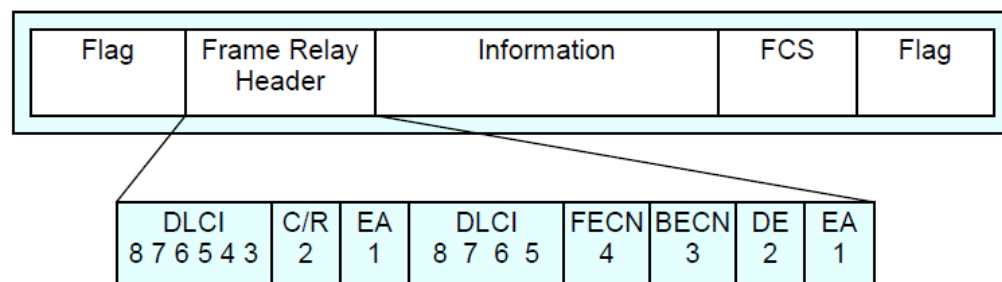 Flag Frame Relay Information FCS Flag
Header
DLCI C/R EA DLCI FECN BECN DE EA
8 7 6 5 4 3 2 1 8 7 6 5 4 3 2 1